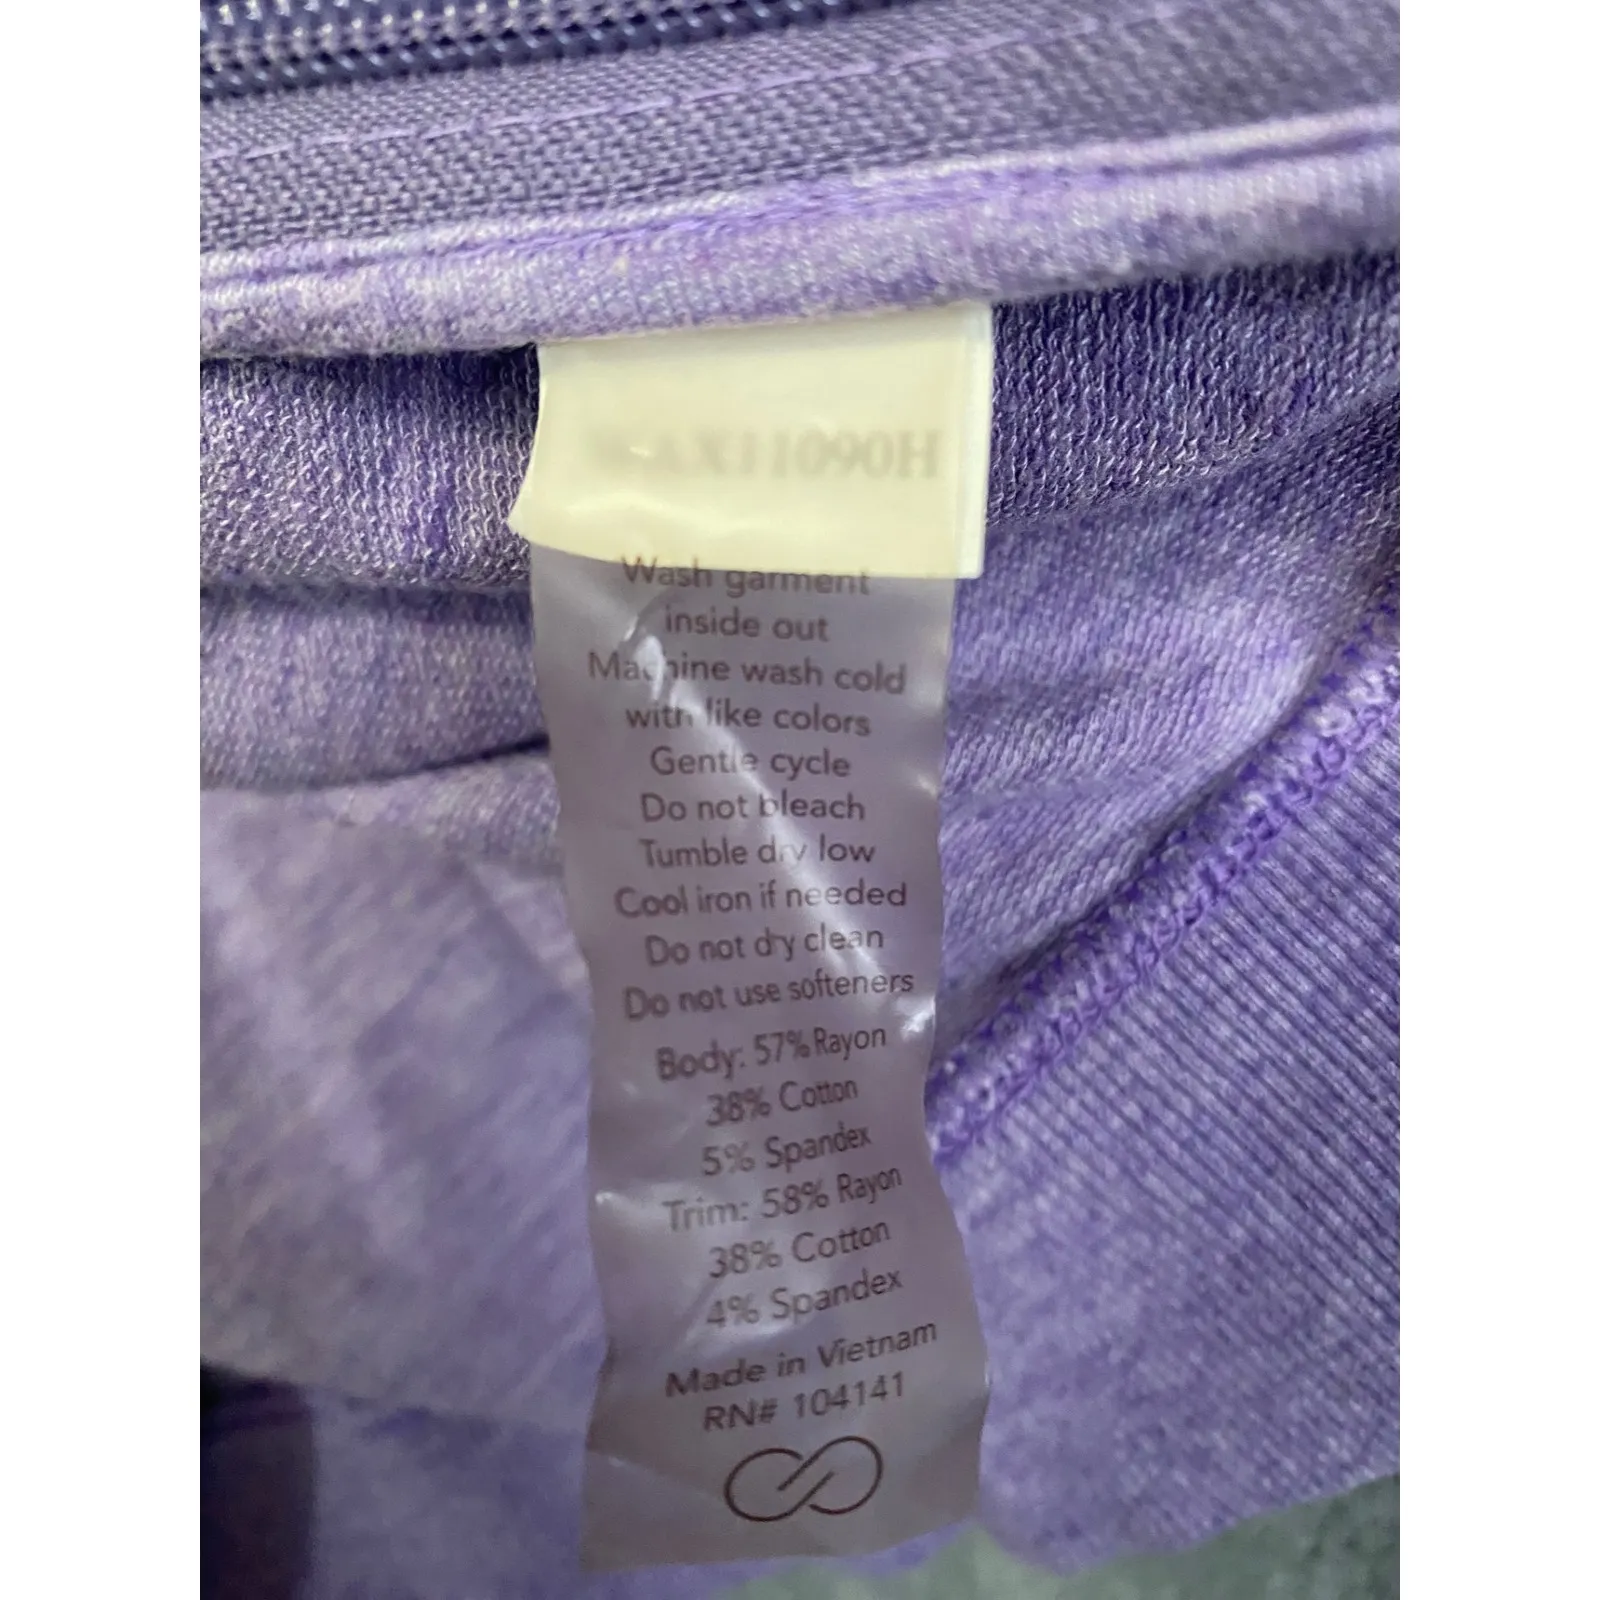 Wash garment
inside out
Machine wash cold
with like colors
Gentle cycle
Do not bleach
Tumble dry low
Cool iron if needed
Do not dry clean
Do not use softeners
Body: 57% Rayon
38% Cotton
5% Spandex
Trim: 58% Rayon
38% Cotton
4% Spandex
Made in Vietnam
RN# 104141